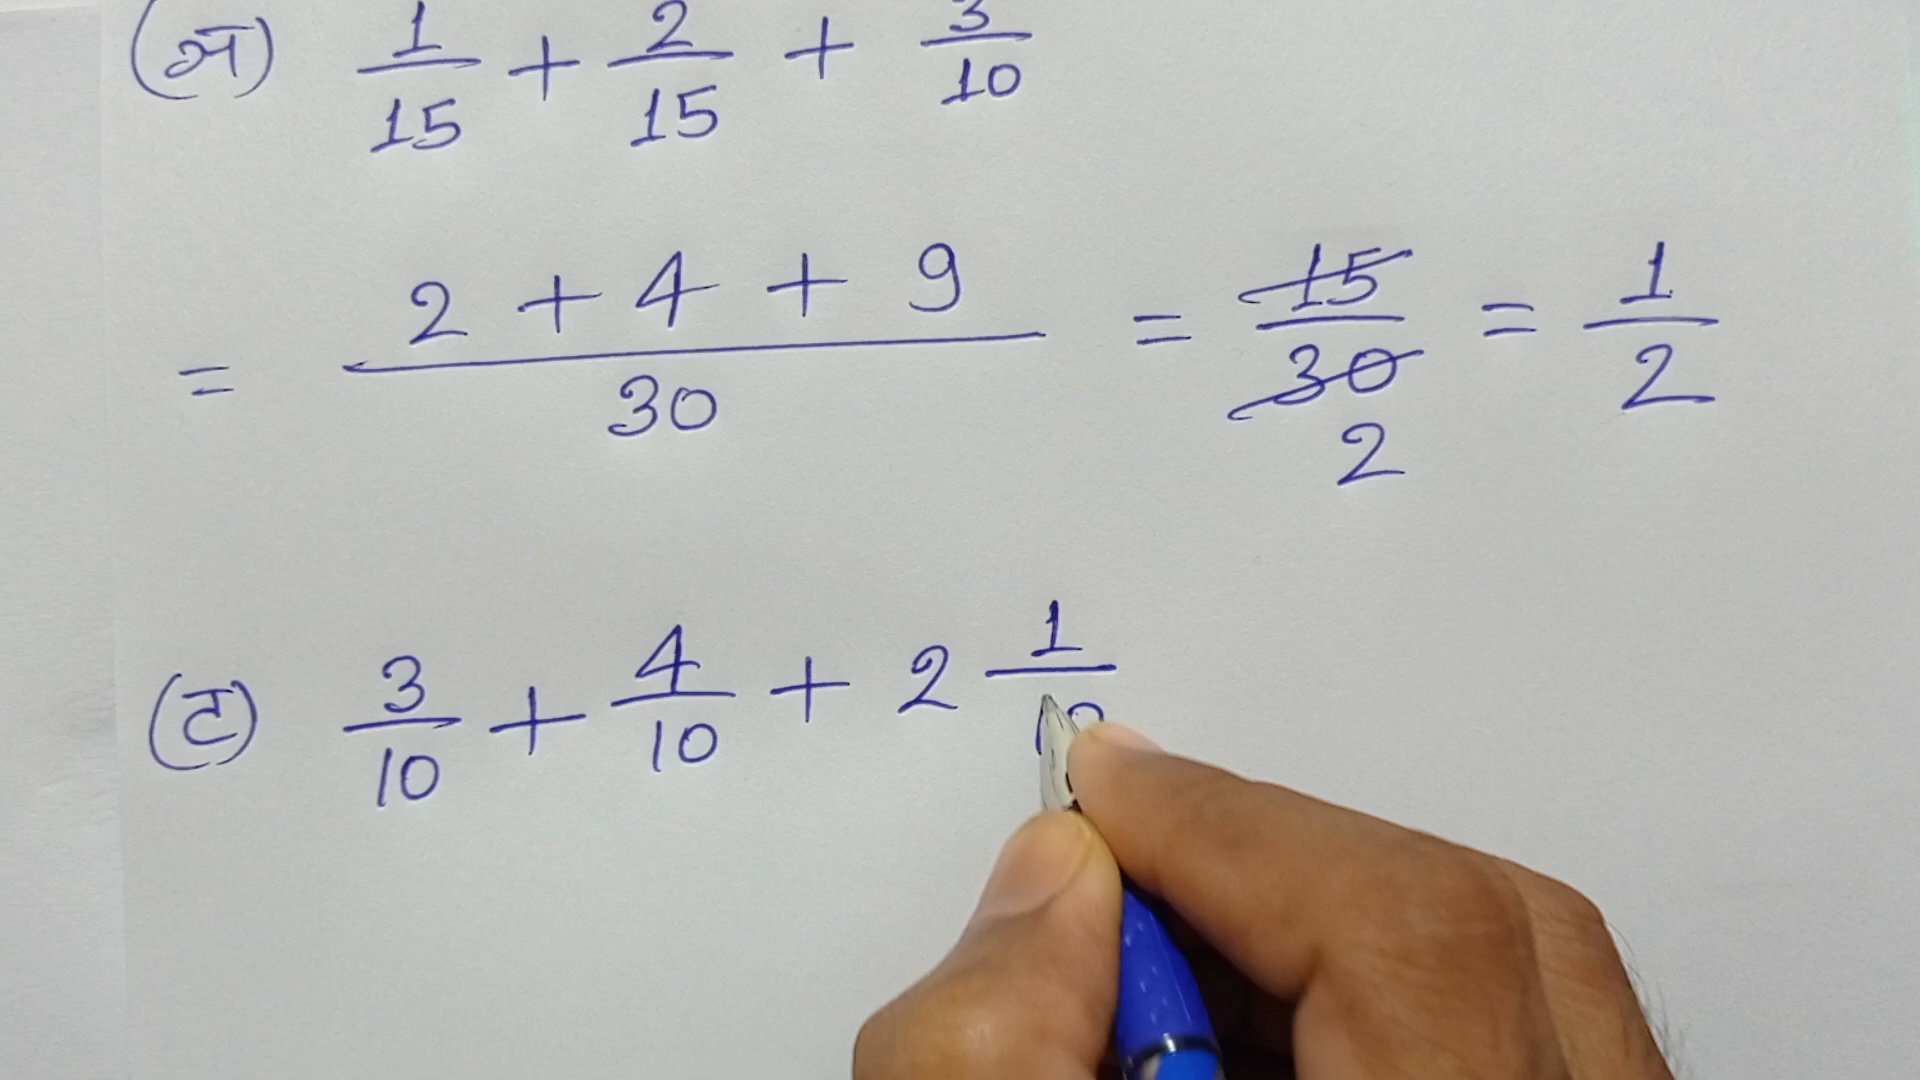 (ञ) 1/15 + 2/15 + 3/10
= (2 + 4 + 9)/30 = 15/30 2 = 1/2
(ट) 3/10 + 4/10 + 2 1/10